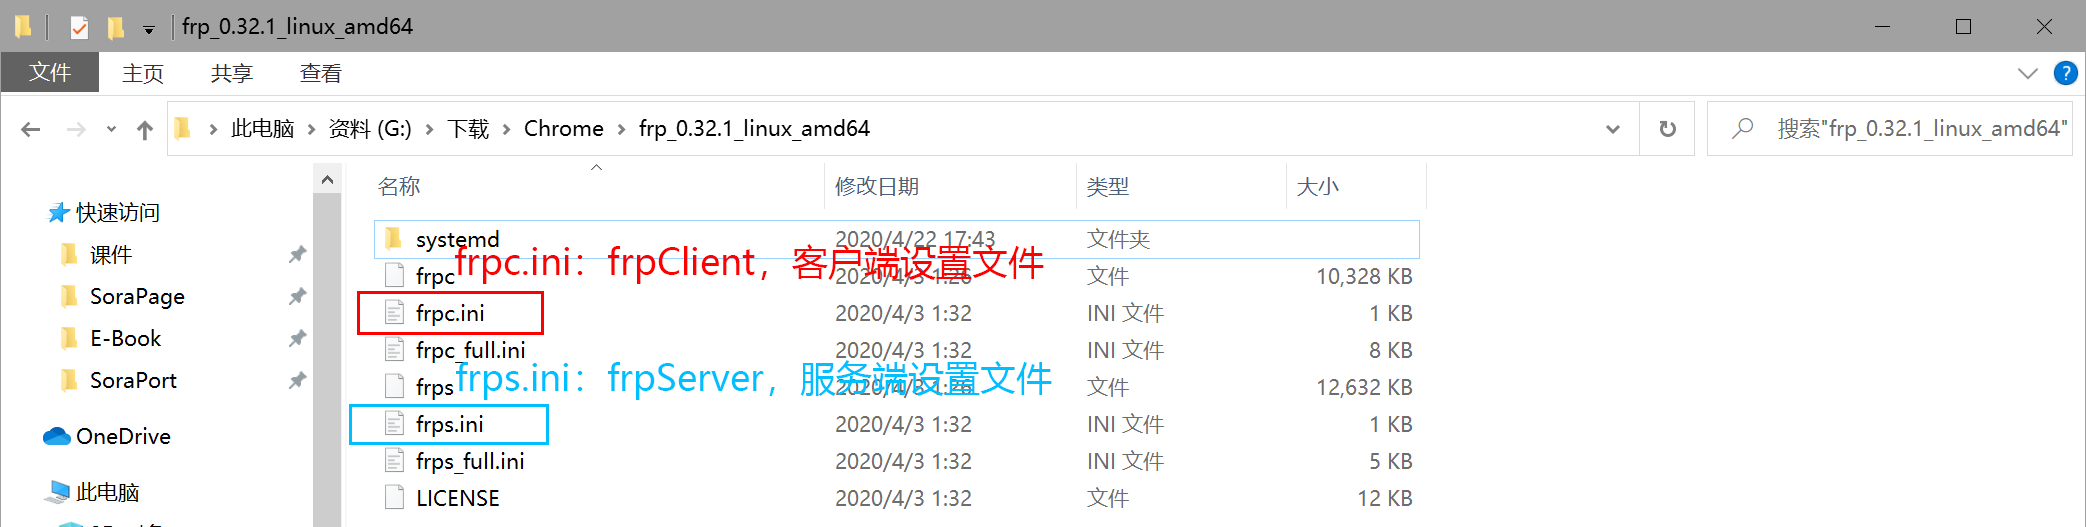 frp_0.32.1_linux_amd64
文件 主页 共享 查看
此电脑 资料 (G:) 下载 Chrome frp_0.32.1_linux_amd64 搜索"frp_0.32.1_linux_amd64"
名称 修改日期 类型 大小
快速访问
课件
SoraPage
E-Book
SoraPort
OneDrive
此电脑
systemd 2020/4/22 17:43 文件夹
frpc.ini：frpClient，客户端设置文件
frpc 2020/4/3 1:26 文件 10,328 KB
frpc.ini 2020/4/3 1:32 INI 文件 1 KB
frpc_full.ini 2020/4/3 1:32 INI 文件 8 KB
frps.ini：frpServer，服务端设置文件
frps 2020/4/3 1:26 文件 12,632 KB
frps.ini 2020/4/3 1:32 INI 文件 1 KB
frps_full.ini 2020/4/3 1:32 INI 文件 5 KB
LICENSE 2020/4/3 1:32 文件 12 KB